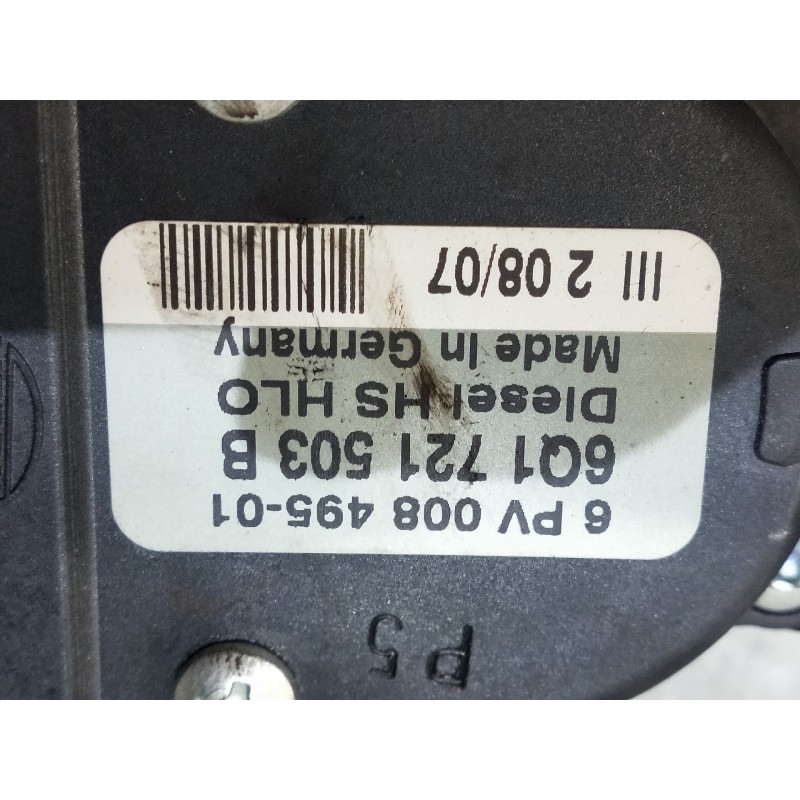 6 PV 008 495-01
6Q1 721 503 B
Diesel HS HLO
Made In Germany
III 2 08/07
P5